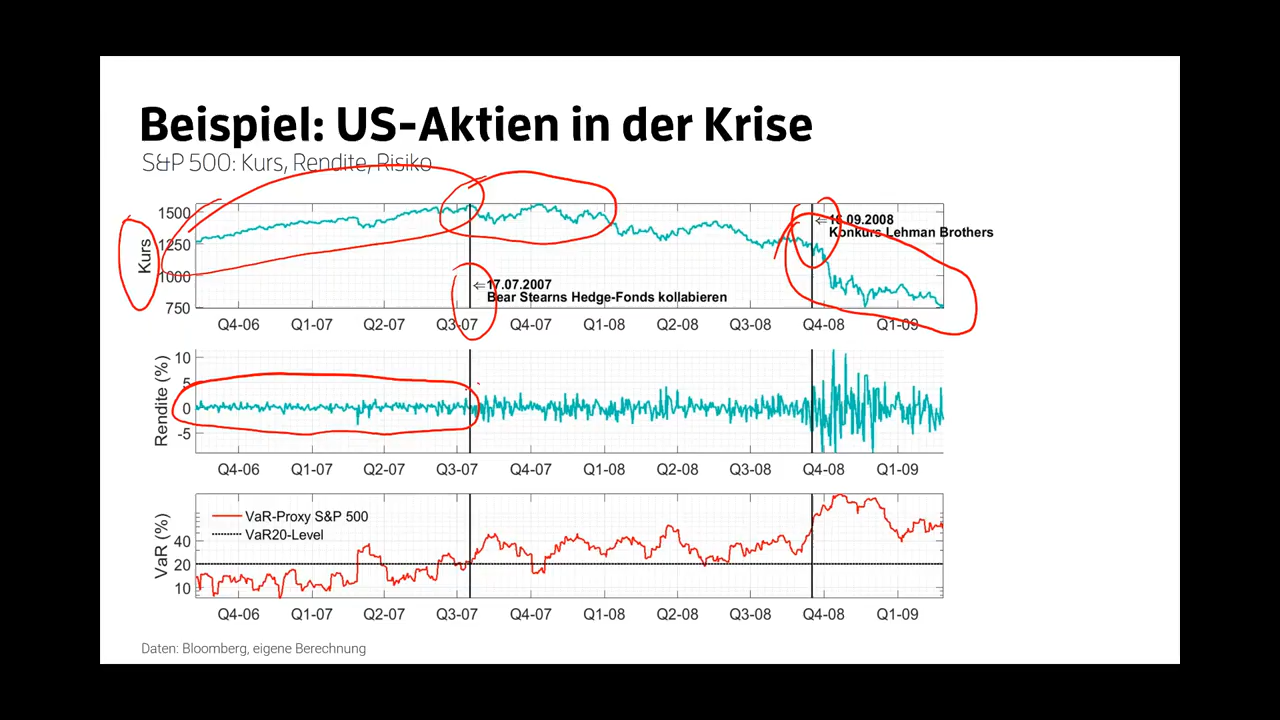 Beispiel: US-Aktien in der Krise
S&P 500: Kurs, Rendite, Risiko
Kurs
1500
1250
1000
750
⇐16.09.2008
Konkurs Lehman Brothers
⇐17.07.2007
Bear Stearns Hedge-Fonds kollabieren
Q4-06 Q1-07 Q2-07 Q3-07 Q4-07 Q1-08 Q2-08 Q3-08 Q4-08 Q1-09
Rendite (%)
10
5
0
-5
Q4-06 Q1-07 Q2-07 Q3-07 Q4-07 Q1-08 Q2-08 Q3-08 Q4-08 Q1-09
VaR (%)
40
20
10
VaR-Proxy S&P 500
VaR20-Level
Q4-06 Q1-07 Q2-07 Q3-07 Q4-07 Q1-08 Q2-08 Q3-08 Q4-08 Q1-09
Daten: Bloomberg, eigene Berechnung